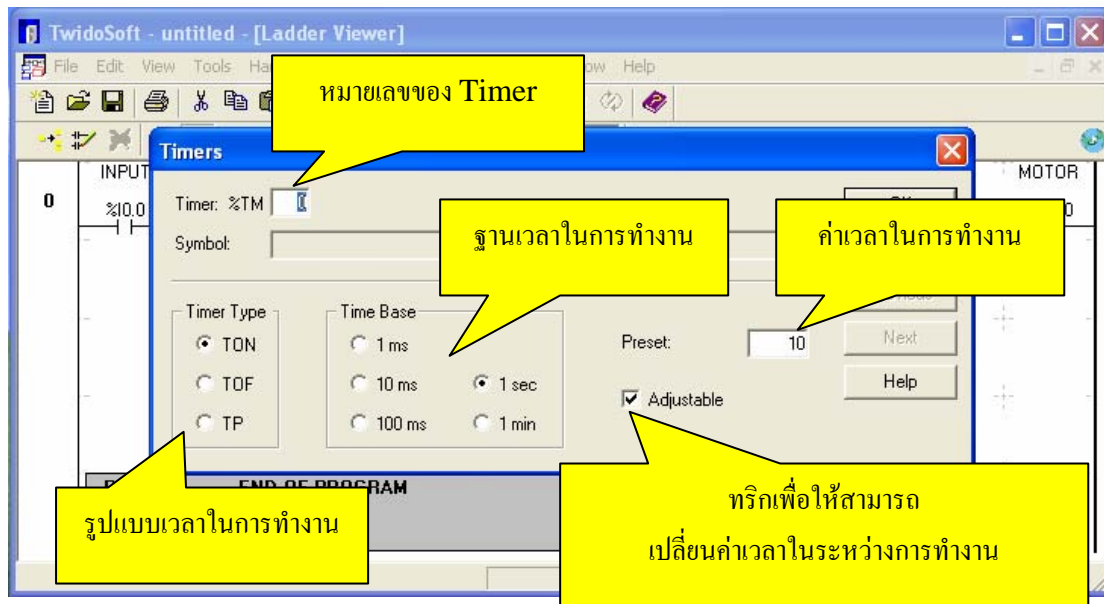 TwidoSoft - untitled - [Ladder Viewer]
File Edit View Tools Help
หมายเลขของ Timer
Timers
INPUT
MOTOR
0
%I0.0
Timer: %TM 0
Symbol:
ฐานเวลาในการทำงาน
ค่าเวลาในการทำงาน
Timer Type
Time Base
TON
1 ms
Preset: 10
Next
TOF
10 ms
1 sec
Adjustable
Help
TP
100 ms
1 min
END OF PROGRAM
รูปแบบเวลาในการทำงาน
ทริกเพื่อให้สามารถ
เปลี่ยนค่าเวลาในระหว่างการทำงาน